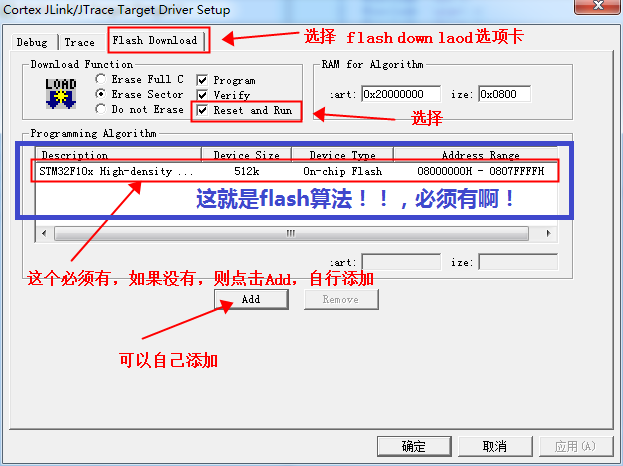 Cortex JLink/JTrace Target Driver Setup
Debug Trace Flash Download
选择 flash down laod选项卡
Download Function
RAM for Algorithm
LOAD
Erase Full C
Program
Erase Sector
Verify
Do not Erase
Reset and Run
:art: 0x20000000 ize: 0x0800
选择
Programming Algorithm
Description Device Size Device Type Address Range
STM32F10x High-density ... 512k On-chip Flash 08000000H - 0807FFFFH
这就是flash算法！！，必须有啊！
:art: ize:
这个必须有，如果没有，则点击Add，自行添加
Add Remove
可以自己添加
确定 取消 应用(A)